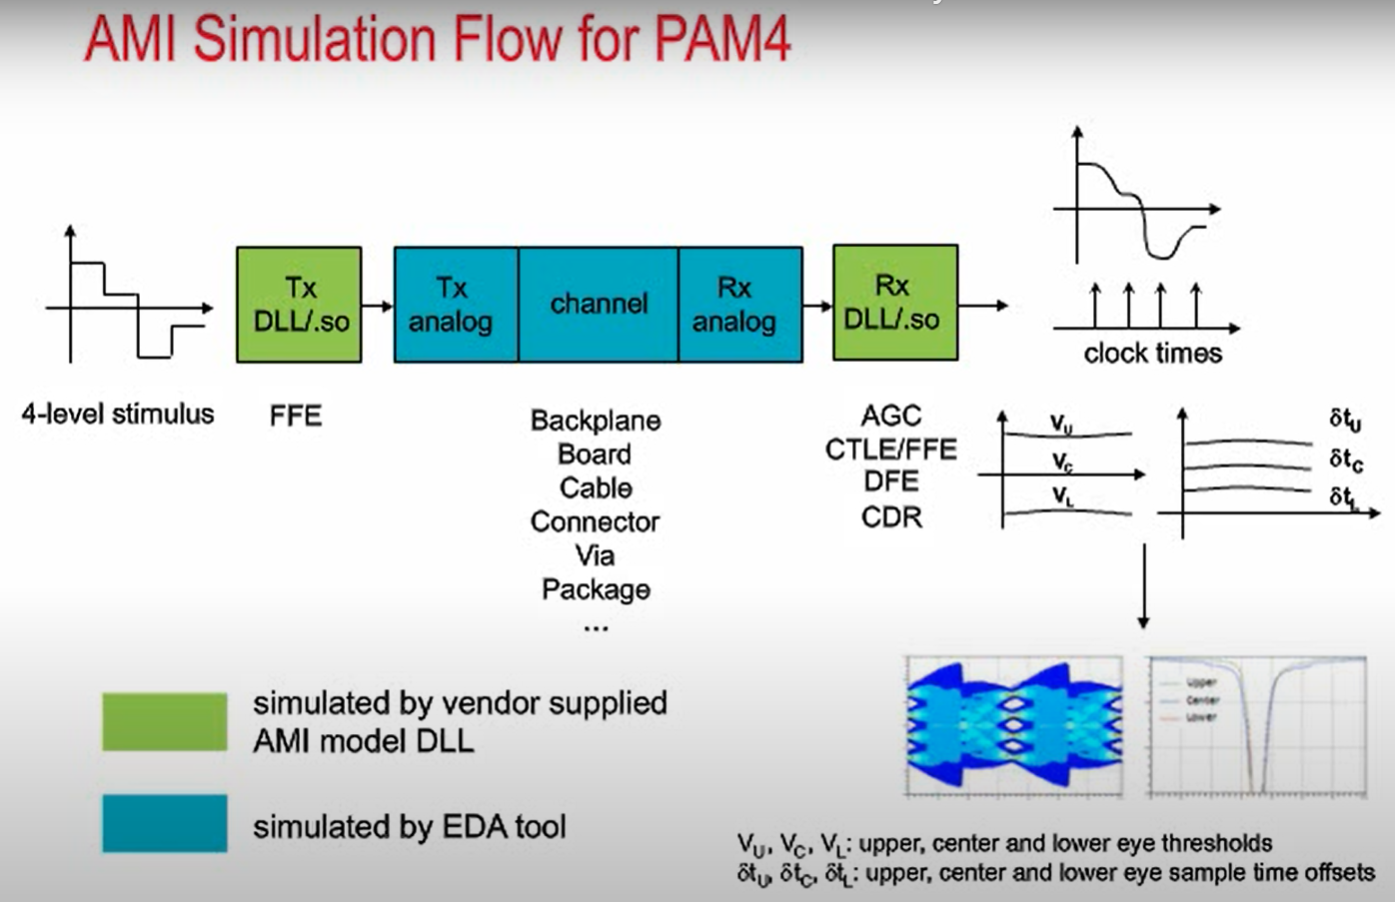 AMI Simulation Flow for PAM4
4-level stimulus
Tx
DLL/.so
FFE
Tx
analog
channel
Rx
analog
Backplane
Board
Cable
Connector
Via
Package
...
Rx
DLL/.so
AGC
CTLE/FFE
DFE
CDR
clock times
VU
VC
VL
δtU
δtC
δtL
Upper
Center
Lower
simulated by vendor supplied
AMI model DLL
simulated by EDA tool
VU, VC, VL: upper, center and lower eye thresholds
δtU, δtC, δtL: upper, center and lower eye sample time offsets